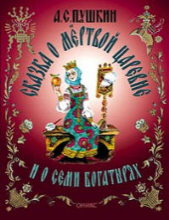 А.С.ПУШКИН
СКАЗКА О МЁРТВОЙ ЦАРЕВНЕ
И О СЕМИ БОГАТЫРЯХ